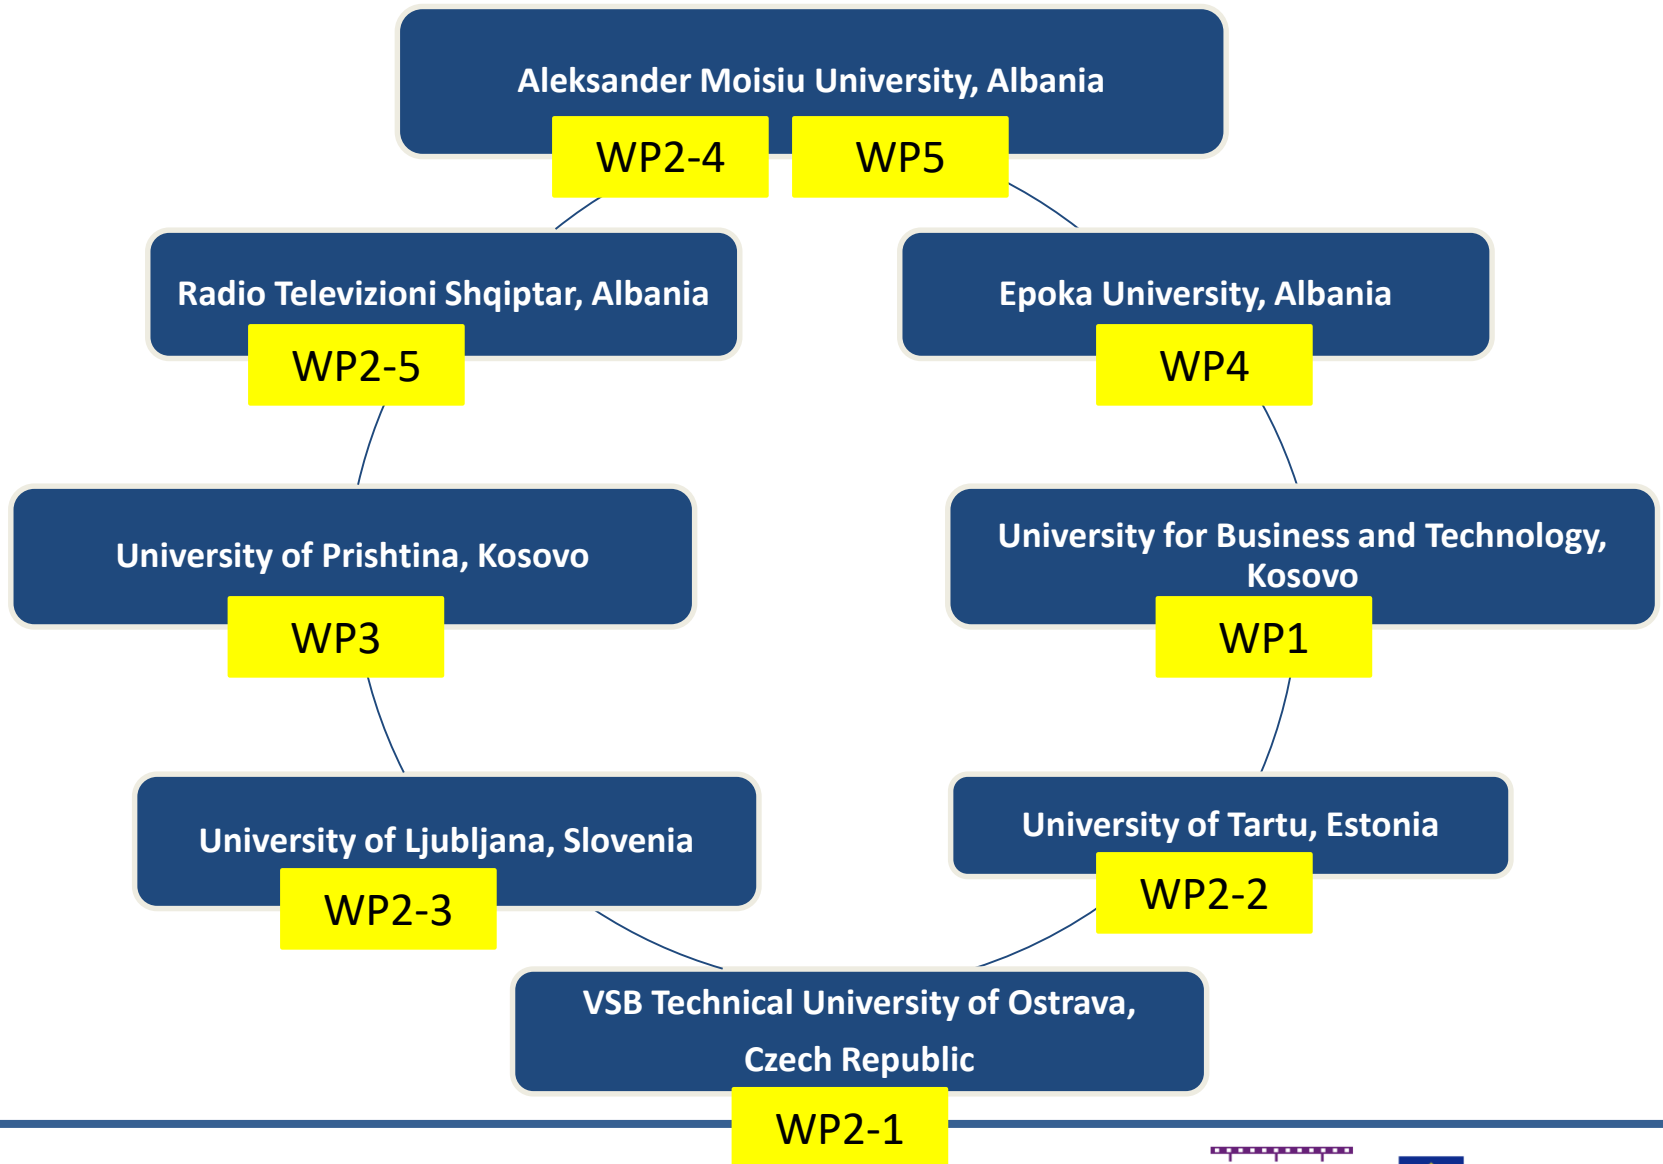 Aleksander Moisiu University, Albania
WP2-4
WP5
Radio Televizioni Shqiptar, Albania
WP2-5
Epoka University, Albania
WP4
University of Prishtina, Kosovo
WP3
University for Business and Technology,
Kosovo
WP1
University of Ljubljana, Slovenia
WP2-3
University of Tartu, Estonia
WP2-2
VSB Technical University of Ostrava,
Czech Republic
WP2-1